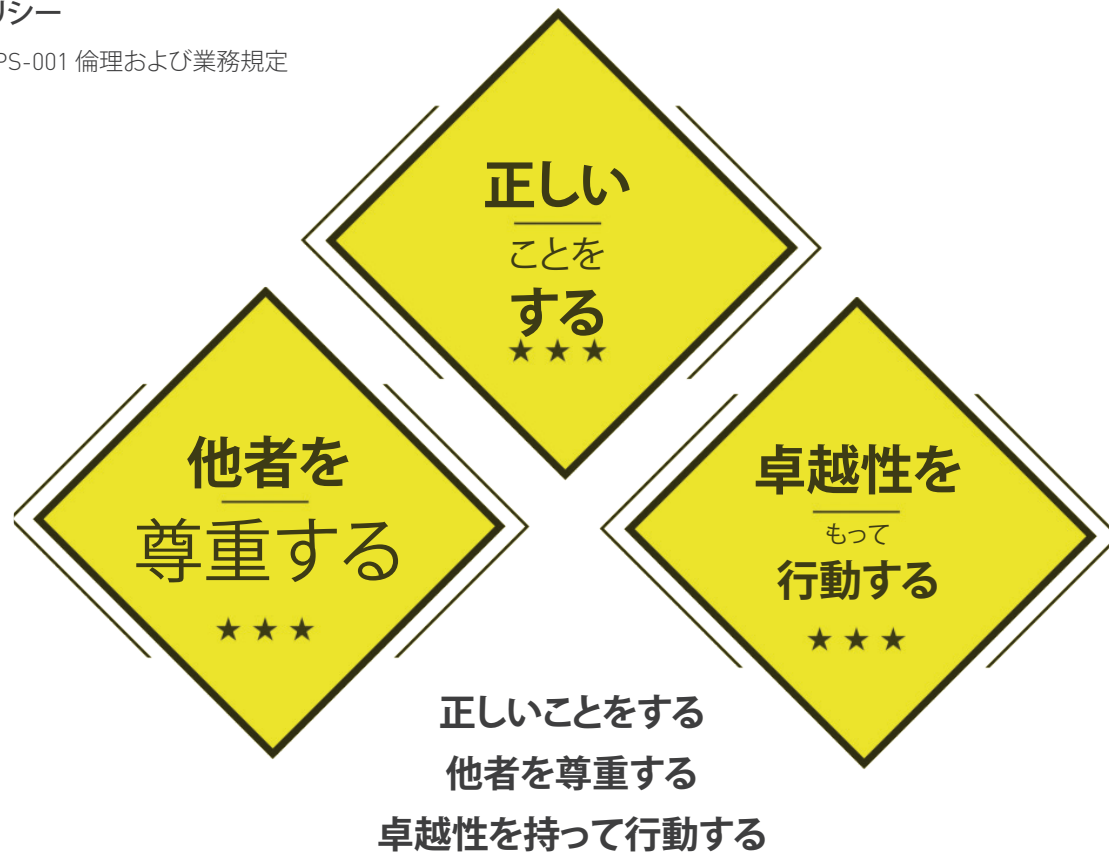 リシー
PS-001 倫理および業務規定
正しい
ことを
する
★ ★ ★
他者を
尊重する
★ ★ ★
卓越性を
もって
行動する
★ ★ ★
正しいことをする
他者を尊重する
卓越性を持って行動する